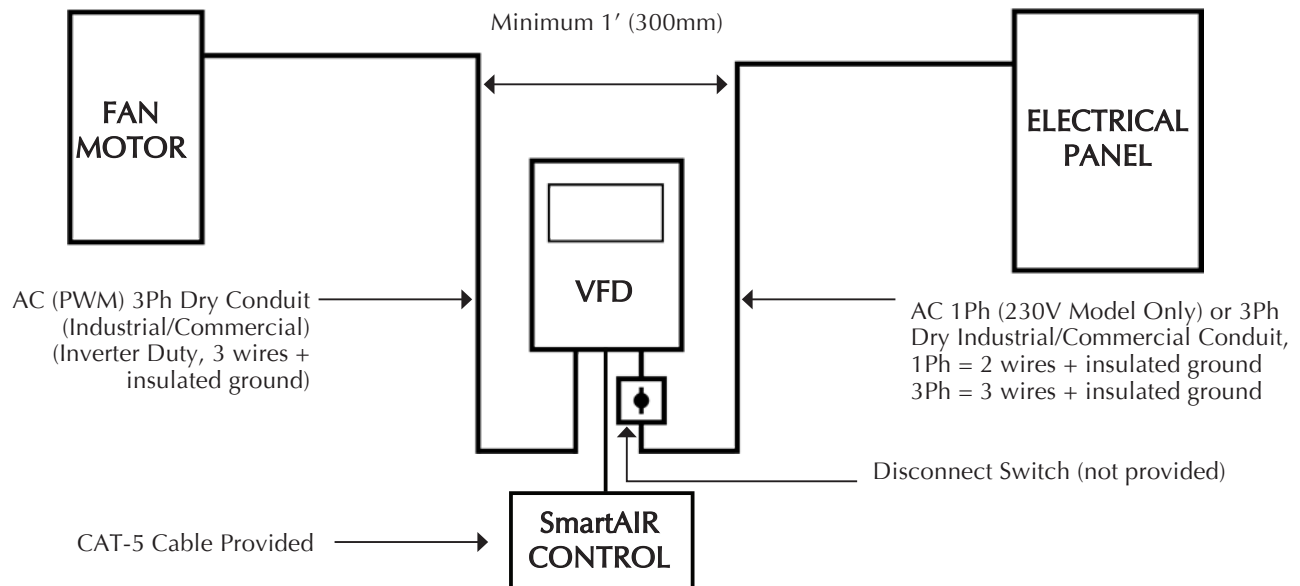 Minimum 1’ (300mm)
FAN
MOTOR
ELECTRICAL
PANEL
VFD
AC (PWM) 3Ph Dry Conduit
(Industrial/Commercial)
(Inverter Duty, 3 wires +
insulated ground)
AC 1Ph (230V Model Only) or 3Ph
Dry Industrial/Commercial Conduit,
1Ph = 2 wires + insulated ground
3Ph = 3 wires + insulated ground
Disconnect Switch (not provided)
SmartAIR
CONTROL
CAT-5 Cable Provided